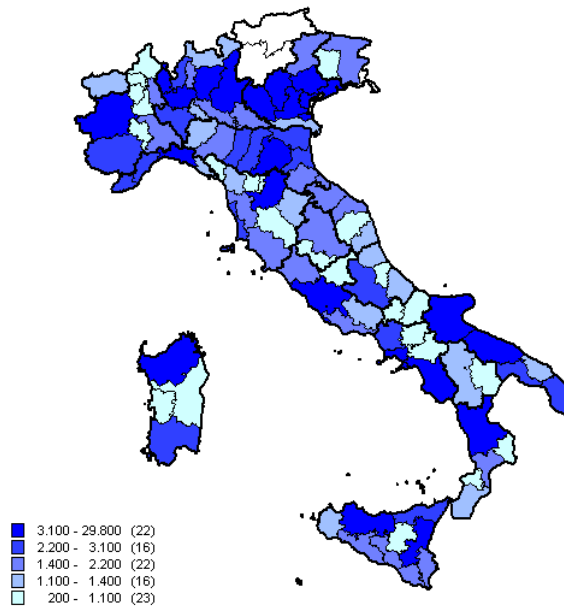 3.100 - 29.800 (22)
2.200 - 3.100 (16)
1.400 - 2.200 (22)
1.100 - 1.400 (16)
200 - 1.100 (23)